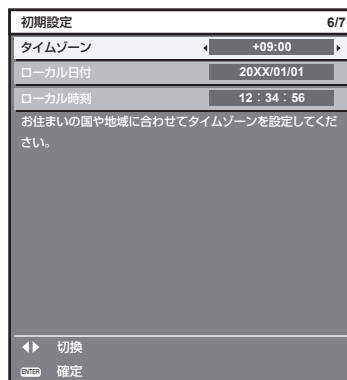 初期設定 6/7
タイムゾーン +09:00
ローカル日付 20XX/01/01
ローカル時刻 12：34：56
お住まいの国や地域に合わせてタイムゾーンを設定してくだ
さい。
切換
ENTER 確定